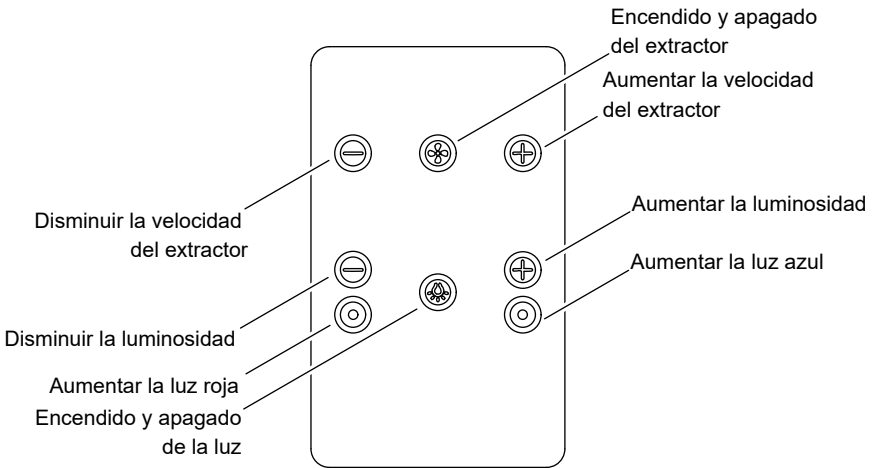 Encendido y apagado
del extractor
Aumentar la velocidad
del extractor
Disminuir la velocidad
del extractor
Aumentar la luminosidad
Aumentar la luz azul
Disminuir la luminosidad
Aumentar la luz roja
Encendido y apagado
de la luz